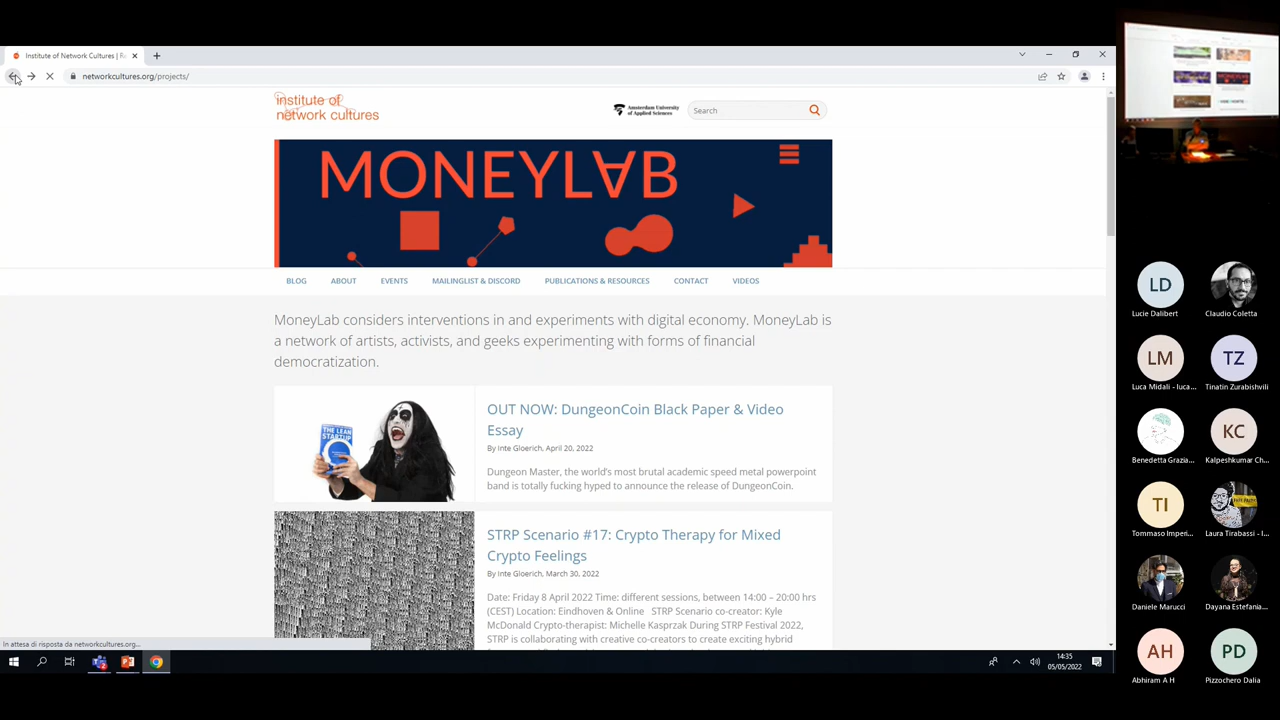 Institute of Network Cultures | Re
networkcultures.org/projects/
institute of
network cultures
Amsterdam University
of Applied Sciences
Search
MONEYL∀B
BLOG
ABOUT
EVENTS
MAILINGLIST & DISCORD
PUBLICATIONS & RESOURCES
CONTACT
VIDEOS
MoneyLab considers interventions in and experiments with digital economy. MoneyLab is
a network of artists, activists, and geeks experimenting with forms of financial
democratization.
THE LEAN
STARTUP
OUT NOW: DungeonCoin Black Paper & Video
Essay
By Inte Gloerich, April 20, 2022
Dungeon Master, the world's most brutal academic speed metal powerpoint
band is totally fucking hyped to announce the release of DungeonCoin.
STRP Scenario #17: Crypto Therapy for Mixed
Crypto Feelings
By Inte Gloerich, March 30, 2022
Date: Friday 8 April 2022 Time: different sessions, between 14:00 – 20:00 hrs
(CEST) Location: Eindhoven & Online STRP Scenario co-creator: Kyle
McDonald Crypto-therapist: Michelle Kasprzak During STRP Festival 2022,
STRP is collaborating with creative co-creators to create exciting hybrid
In attesa di risposta da networkcultures.org...
14:35
05/05/2022
MONEYLAB
LD
Lucie Dalibert
Claudio Coletta
LM
Luca Midali - luca...
TZ
Tinatin Zurabishvili
Benedetta Grazia...
KC
Kalpeshkumar Ch...
TI
Tommaso Imperi...
Laura Tirabassi - I...
Daniele Marucci
Dayana Estefania...
AH
Abhiram A H
PD
Pizzochero Dalia